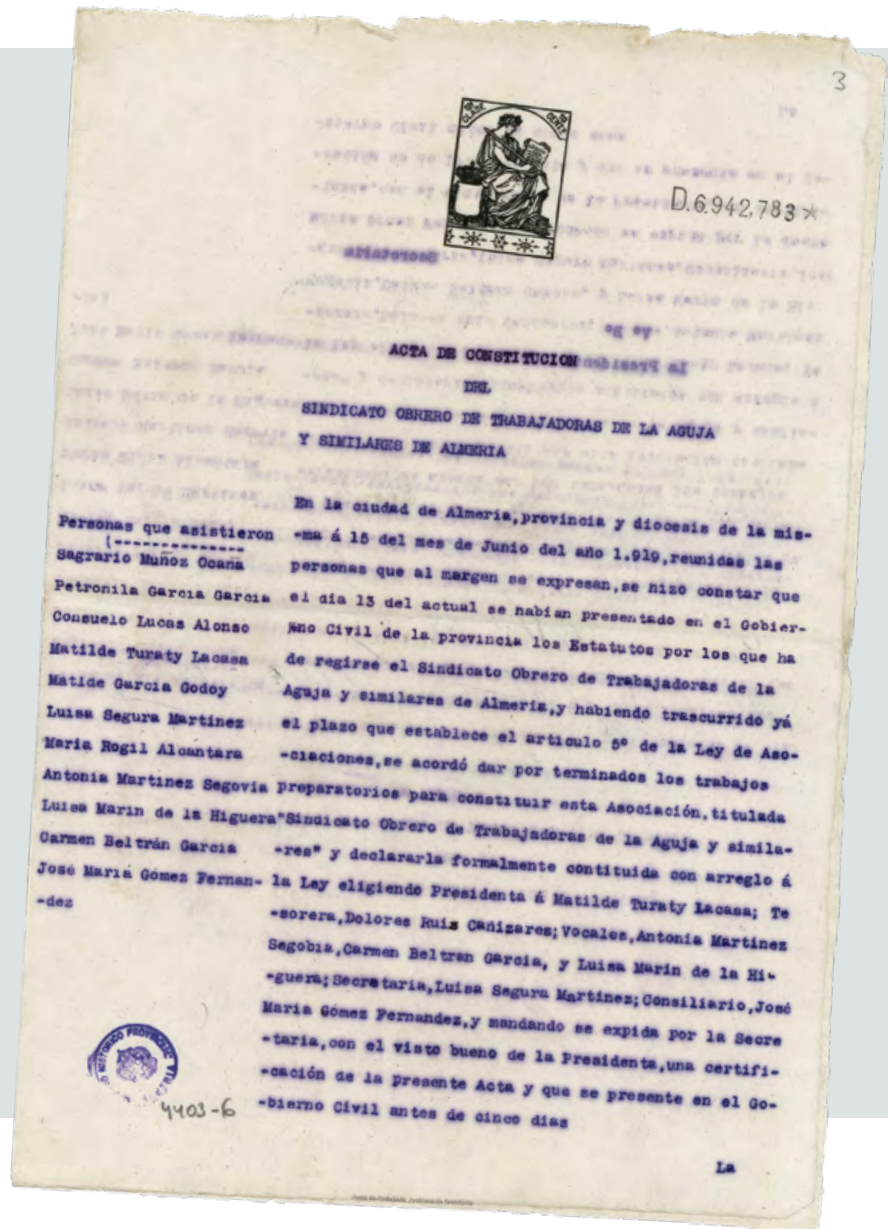 3
D.6.942,783*
ACTA DE CONSTITUCION
DEL
SINDICATO OBRERO DE TRABAJADORAS DE LA AGUJA
Y SIMILARES DE ALMERIA
Personas que asistieron
Sagrario Muñoz Ocaña
Petronila Garcia Garcia
Consuelo Lucas Alonso
Matilde Turaty Lacasa
Matide Garcia Godoy
Luisa Segura Martinez
Maria Rogil Alcantara
Antonia Martinez Segovia
Luisa Marin de la Higuera
Carmen Beltrán Garcia
José Maria Gómez Fernan-
-dez
En la ciudad de Almeria,provincia y diocesis de la mis-
-ma á 15 del mes de Junio del año 1.919,reunidas las
personas que al margen se expresan,se hizo constar que
el dia 13 del actual se habian presentado en el Gobier-
#no Civil de la provincia los Estatutos por los que ha
de regirse el Sindicato Obrero de Trabajadoras de la
Aguja y similares de Almeria,y habiendo trascurrido yá
el plazo que establece el articulo 5º de la Ley de Aso-
-ciaciones,se acordó dar por terminados los trabajos
preparatorios para constituir esta Asociación,titulada
"Sindicato Obrero de Trabajadoras de la Aguja y simila-
-res" y declararla formalmente contituida con arreglo á
la Ley eligiendo Presidenta á Matilde Turaty Lacasa; Te
-sorera,Dolores Ruiz Cañizares;Vocales,Antonia Martinez
Segobia,Carmen Beltran Garcia, y Luisa Marin de la Hi-
-guera;Secretaria,Luisa Segura Martinez;Consiliario,José
Maria Gómez Fernandez,y mandando se expida por la Secre
-taria,con el visto bueno de la Presidenta,una certifi-
-cación de la presente Acta y que se presente en el Go-
-bierno Civil antes de cinco dias
La
HISTORICO PROVINCIAL
4403-6